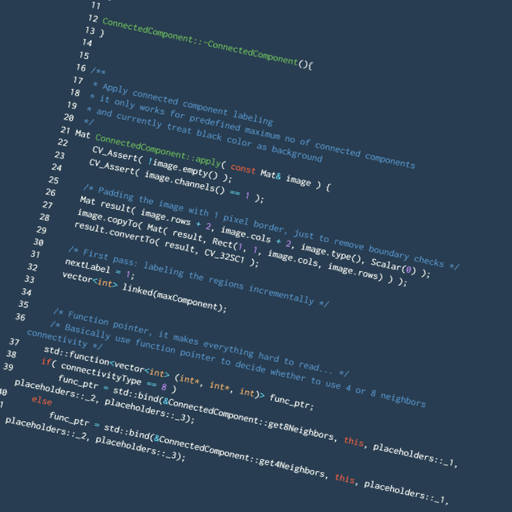 11
12 ConnectedComponent::~ConnectedComponent(){
13 }
14
15
16 /**
17 * Apply connected component labeling
18 * it only works for predefined maximum no of connected components
19 * and currently treat black color as background
20 */
21 Mat ConnectedComponent::apply( const Mat& image ) {
22 CV_Assert( !image.empty() );
23 CV_Assert( image.channels() == 1 );
24
25 /* Padding the image with 1 pixel border, just to remove boundary checks */
26 Mat result( image.rows + 2, image.cols + 2, image.type(), Scalar(0) );
27 image.copyTo( Mat( result, Rect(1, 1, image.cols, image.rows) ) );
28 result.convertTo( result, CV_32SC1 );
29
30 /* First pass: labeling the regions incrementally */
31 nextLabel = 1;
32 vector<int> linked(maxComponent);
33
34
35 /* Function pointer, it makes everything hard to read... */
36 /* Basically use function pointer to decide whether to use 4 or 8 neighbors
connectivity */
37 std::function<vector<int> (int*, int*, int)> func_ptr;
38 if( connectivityType == 8 )
39 func_ptr = std::bind(&ConnectedComponent::get8Neighbors, this, placeholders::_1,
placeholders::_2, placeholders::_3);
else
func_ptr = std::bind(&ConnectedComponent::get4Neighbors, this, placeholders::_1,
placeholders::_2, placeholders::_3);